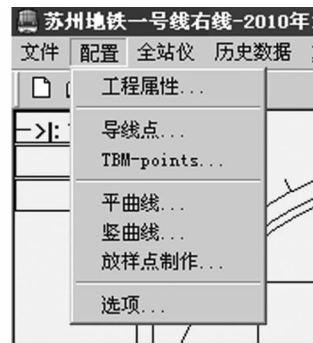 苏州地铁一号线右线-2010年
文件 配置 全站仪 历史数据
工程属性...
->|:
导线点...
TBM-points...
平曲线...
竖曲线...
放样点制作...
选项...